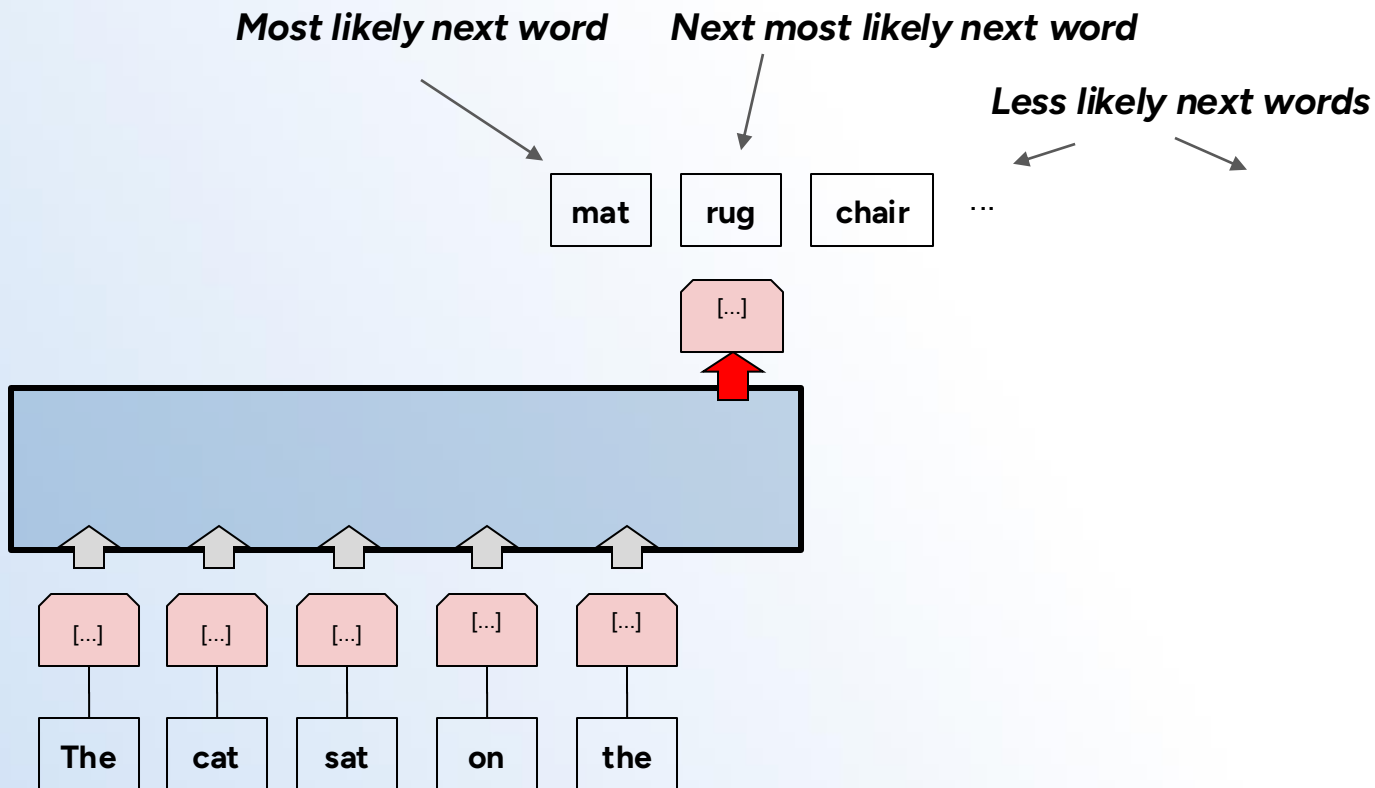 Most likely next word
Next most likely next word
Less likely next words
mat
rug
chair
...
[...]
[...]
[...]
[...]
[...]
[...]
The
cat
sat
on
the